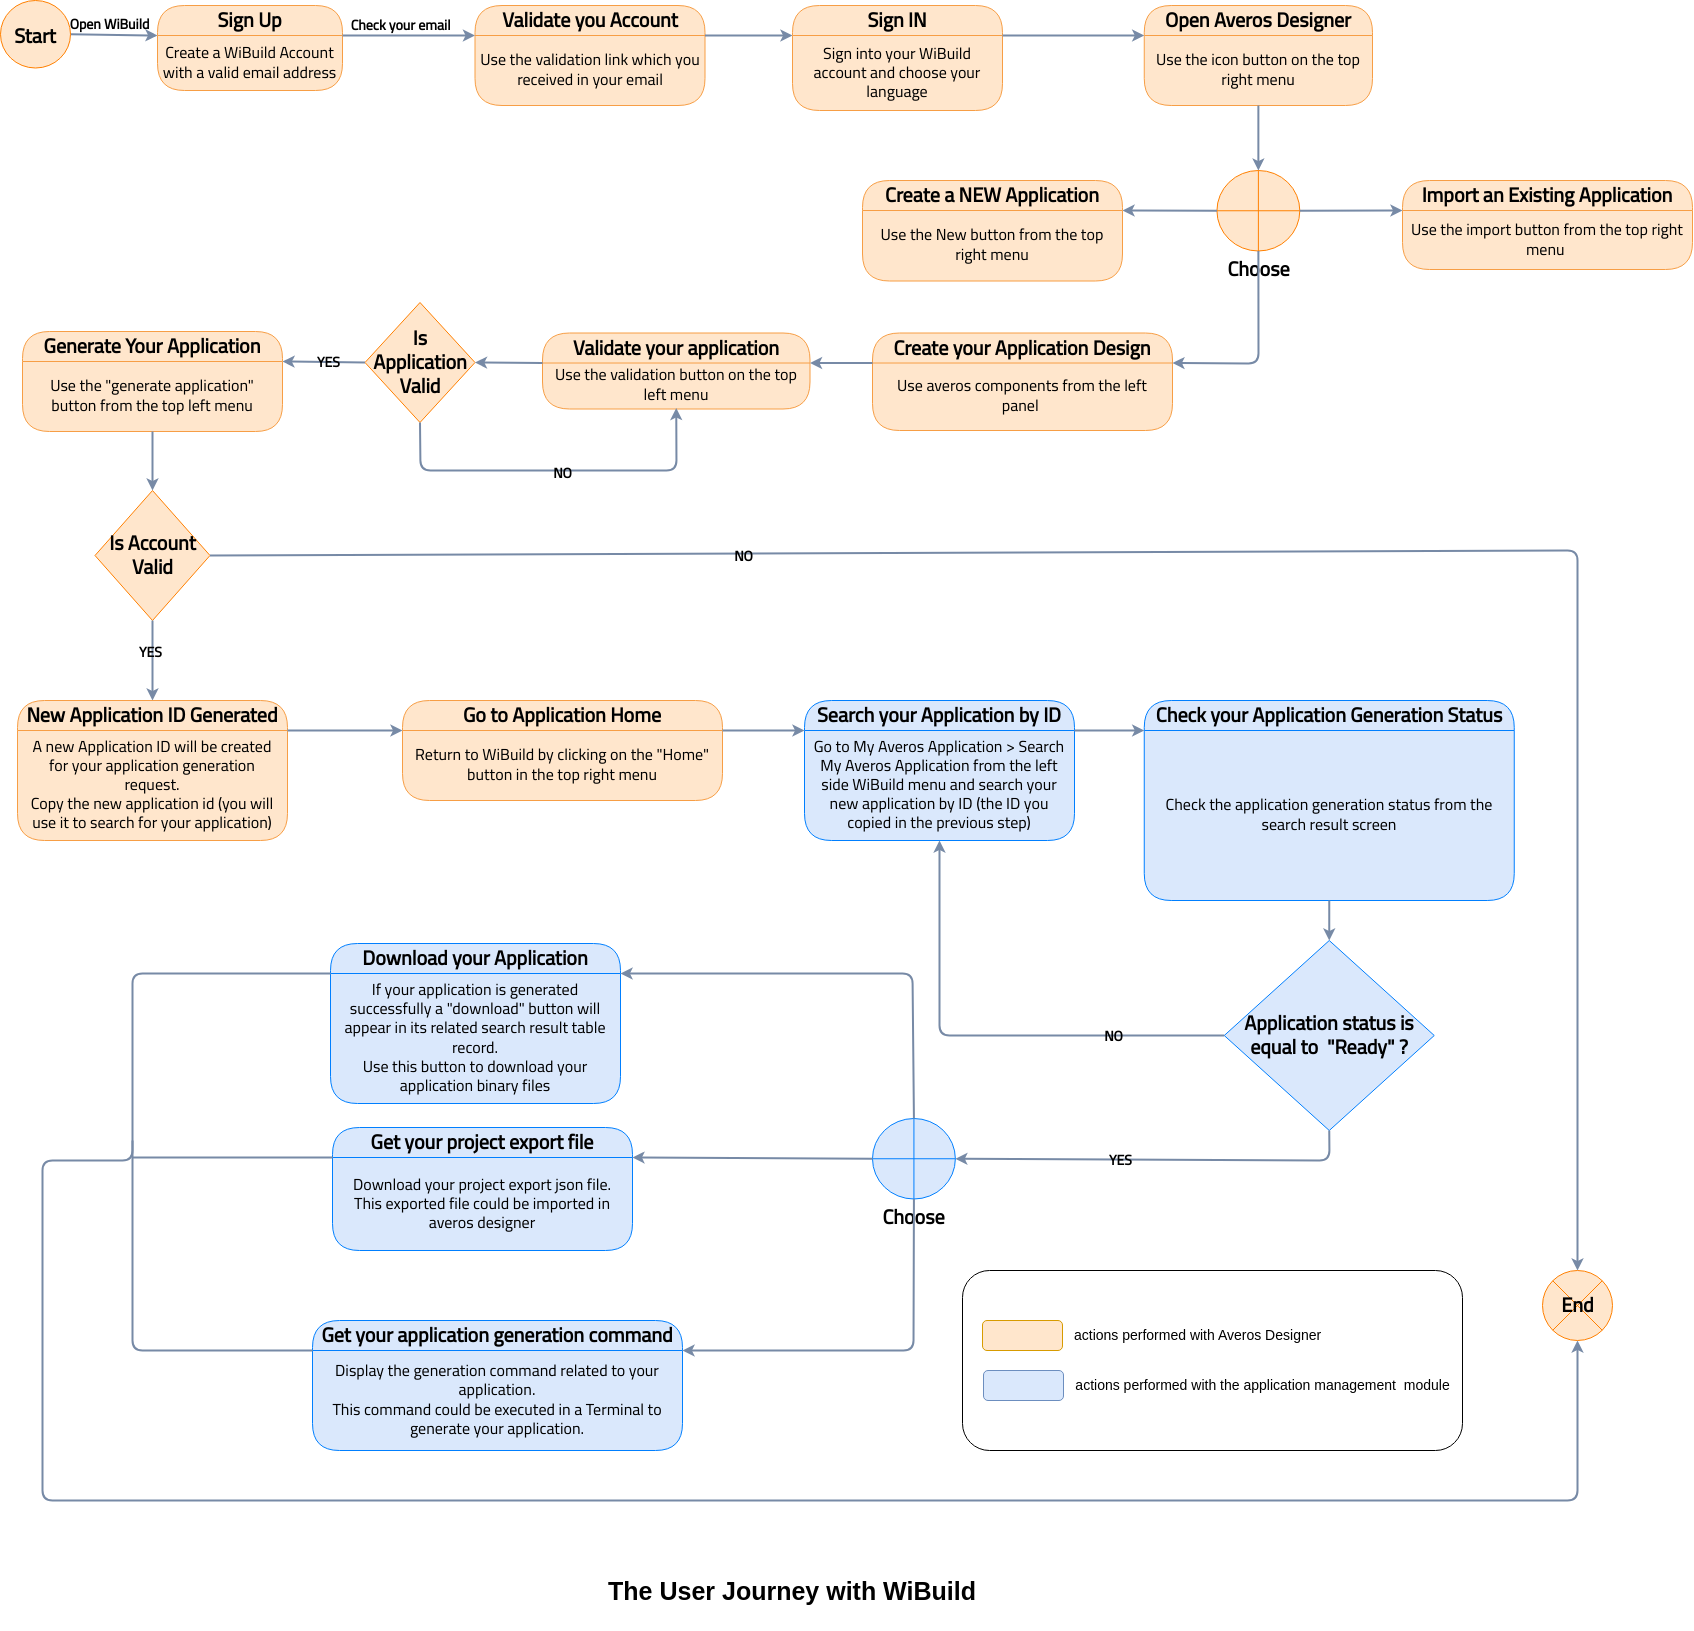 Start
Open WiBuild
Sign Up
Create a WiBuild Account
with a valid email address
Check your email
Validate you Account
Use the validation link which you
received in your email
Sign IN
Sign into your WiBuild
account and choose your
language
Open Averos Designer
Use the icon button on the top
right menu
Create a NEW Application
Use the New button from the top
right menu
Choose
Import an Existing Application
Use the import button from the top right
menu
Generate Your Application
Use the "generate application"
button from the top left menu
YES
Is
Application
Valid
NO
Validate your application
Use the validation button on the top
left menu
Create your Application Design
Use averos components from the left
panel
Is Account
Valid
NO
YES
New Application ID Generated
A new Application ID will be created
for your application generation
request.
Copy the new application id (you will
use it to search for your application)
Go to Application Home
Return to WiBuild by clicking on the "Home"
button in the top right menu
Search your Application by ID
Go to My Averos Application > Search
My Averos Application from the left
side WiBuild menu and search your
new application by ID (the ID you
copied in the previous step)
Check your Application Generation Status
Check the application generation status from the
search result screen
Application status is
equal to "Ready" ?
NO
YES
Download your Application
If your application is generated
successfully a "download" button will
appear in its related search result table
record.
Use this button to download your
application binary files
Get your project export file
Download your project export json file.
This exported file could be imported in
averos designer
Choose
Get your application generation command
Display the generation command related to your
application.
This command could be executed in a Terminal to
generate your application.
End
actions performed with Averos Designer
actions performed with the application management module
The User Journey with WiBuild